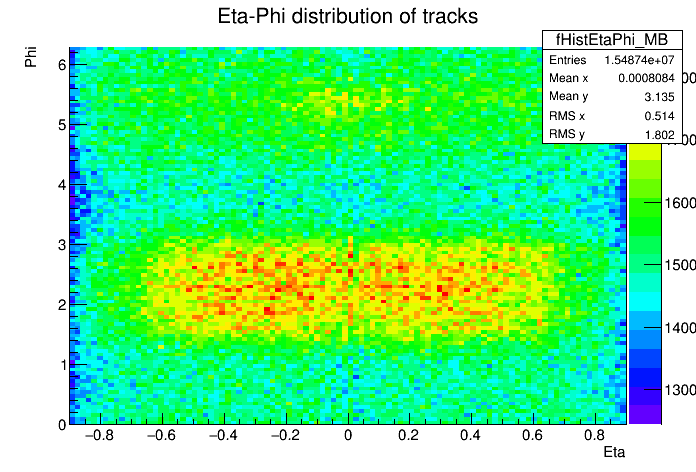 Eta-Phi distribution of tracks
fHistEtaPhi_MB
Entries 1.54874e+07
Mean x 0.0008084
Mean y 3.135
RMS x 0.514
RMS y 1.802
Phi
6
5
4
3
2
1
0
−0.8 −0.6 −0.4 −0.2 0 0.2 0.4 0.6 0.8
Eta
1600
1500
1400
1300